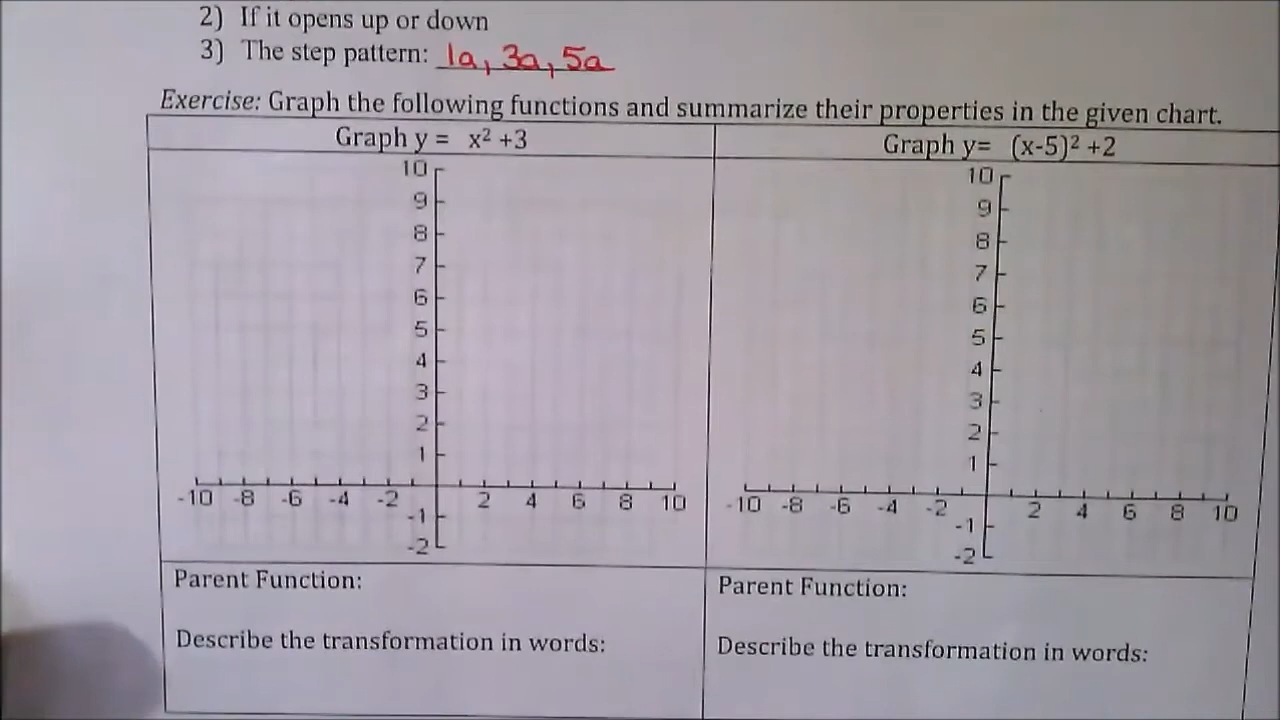 2) If it opens up or down
3) The step pattern: 1a, 3a, 5a
Exercise: Graph the following functions and summarize their properties in the given chart.
Graph y = x² +3
10
9
8
7
6
5
4
3
2
1
-10 -8 -6 -4 -2 2 4 6 8 10
-1
-2
Parent Function:
Describe the transformation in words:
Graph y= (x-5)² +2
10
9
8
7
6
5
4
3
2
1
-10 -8 -6 -4 -2 2 4 6 8 10
-1
-2
Parent Function:
Describe the transformation in words: